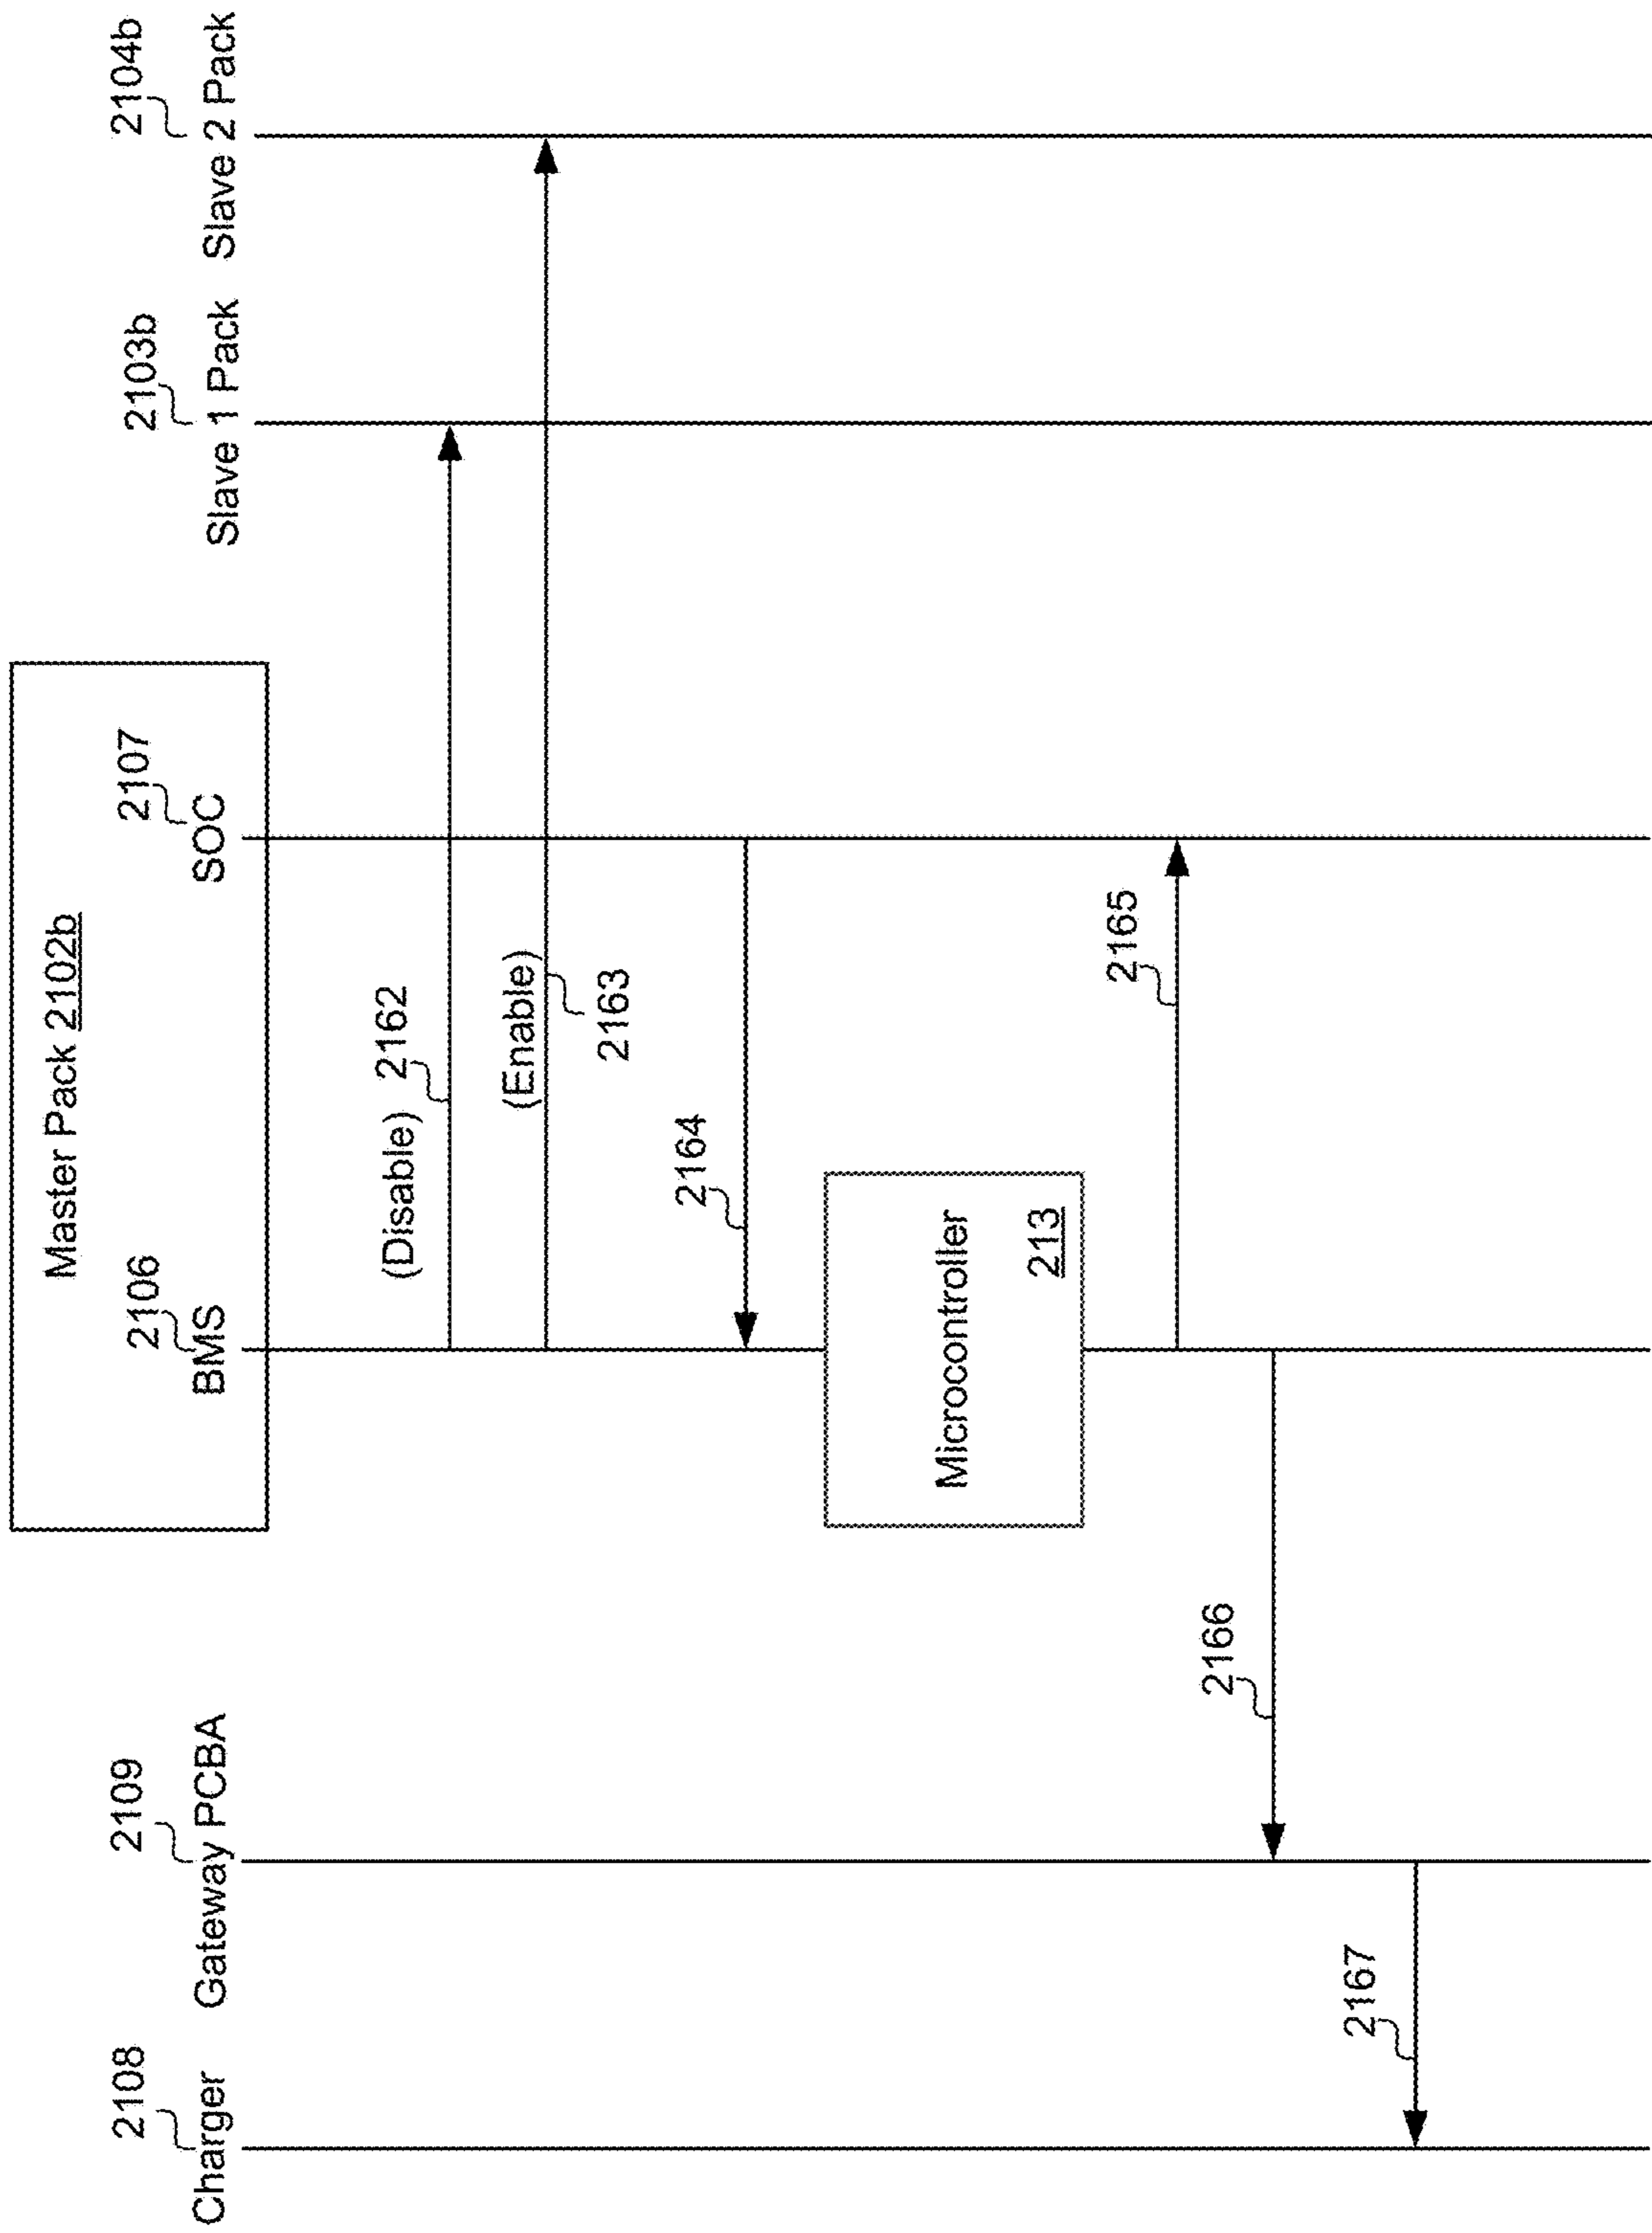 Master Pack 2102b
2108
2109
2106
2107
2103b
2104b
Charger
Gateway PCBA
BMS
SOC
Slave 1 Pack
Slave 2 Pack
(Disable) 2162
(Enable)
2163
2164
Microcontroller
213
2165
2166
2167